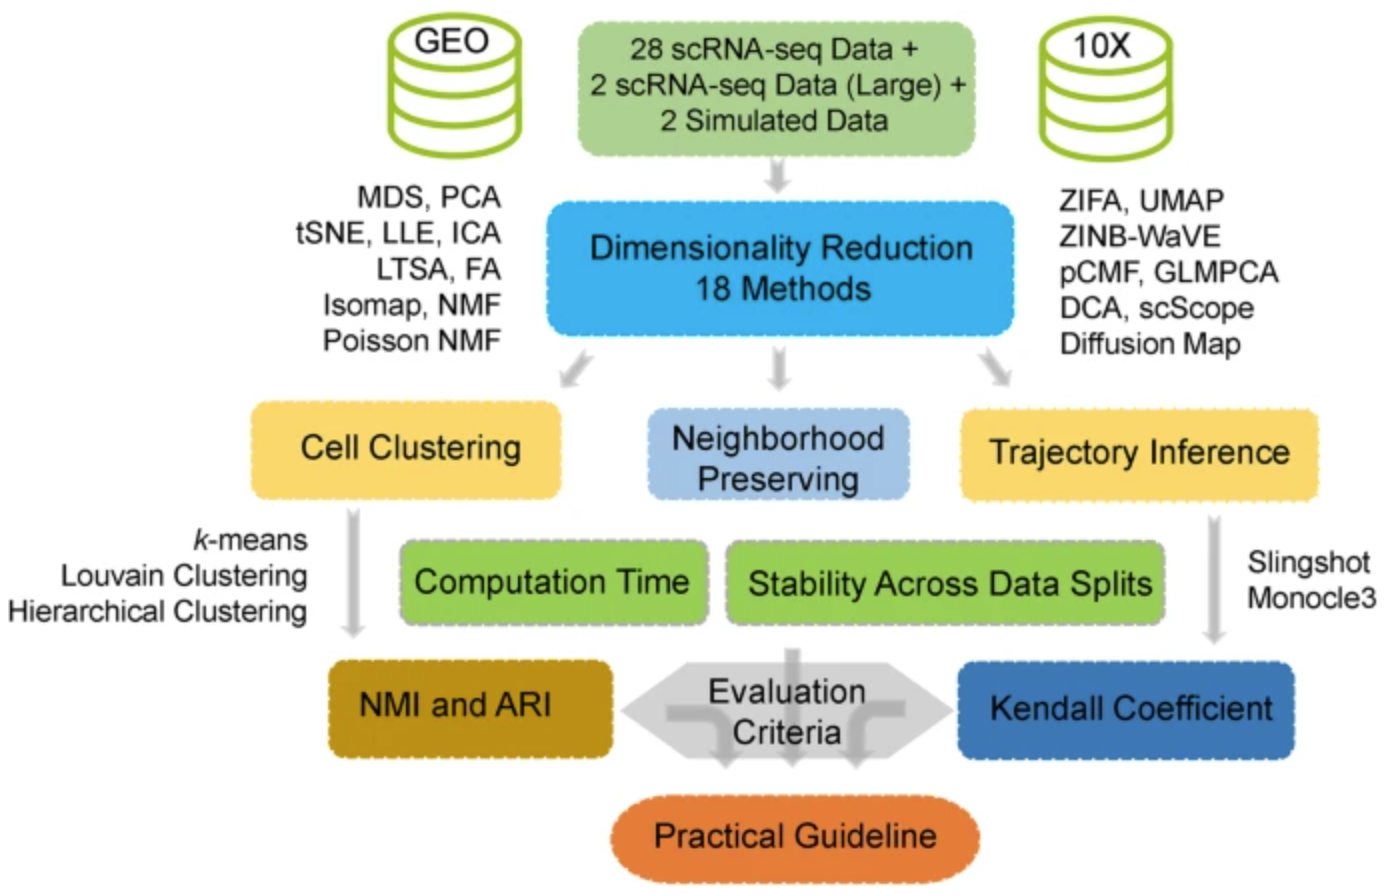 GEO
28 scRNA-seq Data +
2 scRNA-seq Data (Large) +
2 Simulated Data
10X
MDS, PCA
tSNE, LLE, ICA
LTSA, FA
Isomap, NMF
Poisson NMF
Dimensionality Reduction
18 Methods
ZIFA, UMAP
ZINB-WaVE
pCMF, GLMPCA
DCA, scScope
Diffusion Map
Cell Clustering
Neighborhood
Preserving
Trajectory Inference
k-means
Louvain Clustering
Hierarchical Clustering
Computation Time
Stability Across Data Splits
Slingshot
Monocle3
NMI and ARI
Evaluation
Criteria
Kendall Coefficient
Practical Guideline